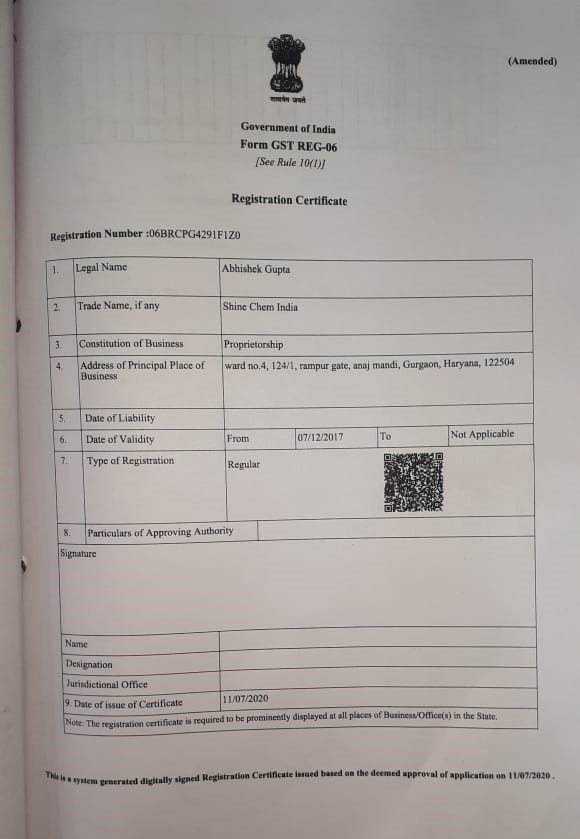 (Amended)
सत्यमेव जयते
Government of India
Form GST REG-06
[See Rule 10(1)]
Registration Certificate
Registration Number :06BRCPG4291F1Z0
1. Legal Name Abhishek Gupta
2. Trade Name, if any Shine Chem India
3. Constitution of Business Proprietorship
4. Address of Principal Place of ward no.4, 124/1, rampur gate, anaj mandi, Gurgaon, Haryana, 122504
Business
5. Date of Liability
6. Date of Validity From 07/12/2017 To Not Applicable
7. Type of Registration Regular
8. Particulars of Approving Authority
Signature
Name
Designation
Jurisdictional Office
9. Date of issue of Certificate 11/07/2020
Note: The registration certificate is required to be prominently displayed at all places of Business/Office(s) in the State.
This is a system generated digitally signed Registration Certificate issued based on the deemed approval of application on 11/07/2020 .